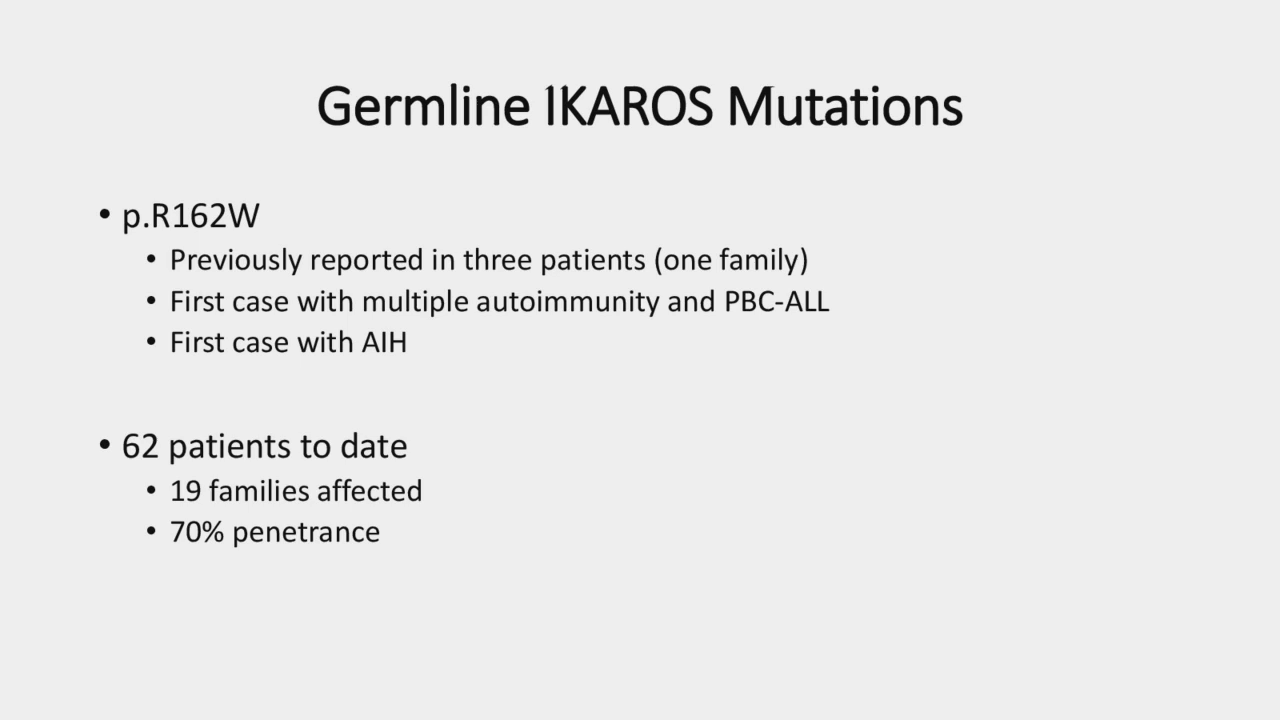 Germline IKAROS Mutations
• p.R162W
• Previously reported in three patients (one family)
• First case with multiple autoimmunity and PBC-ALL
• First case with AIH
• 62 patients to date
• 19 families affected
• 70% penetrance